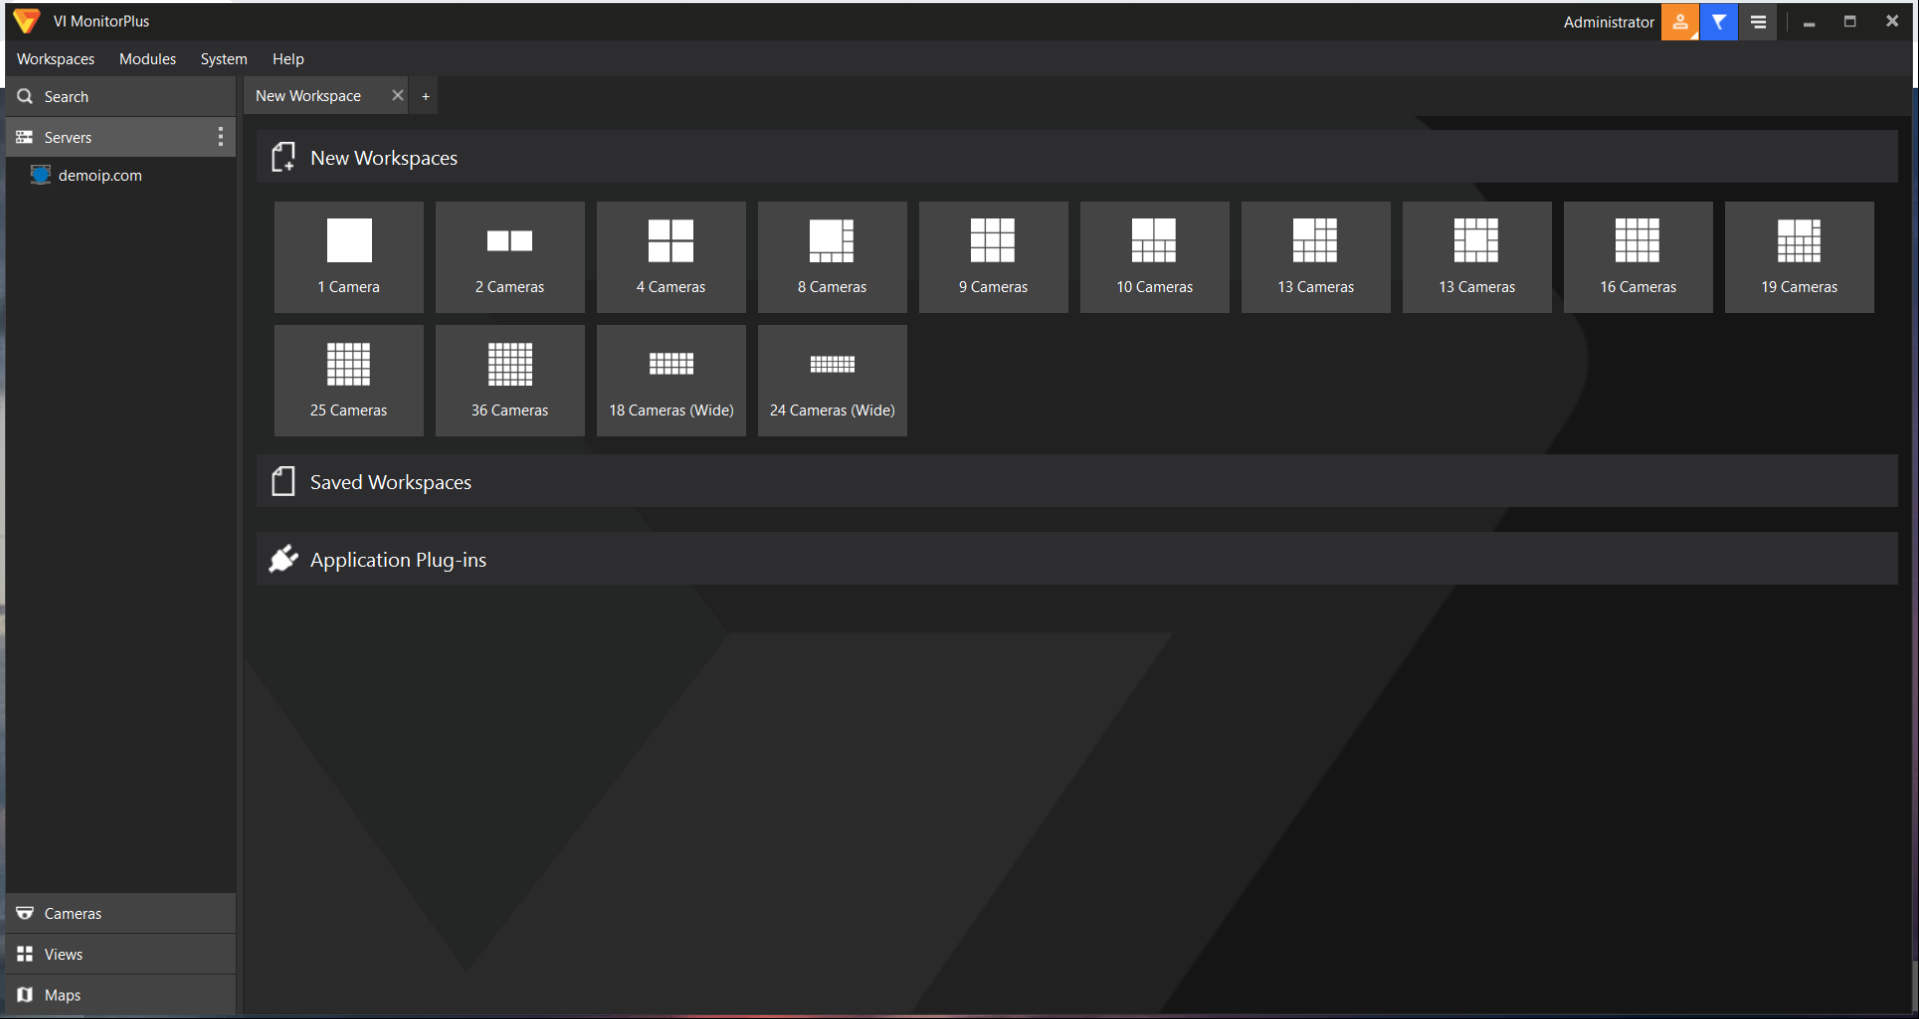 VI MonitorPlus
Administrator
Workspaces Modules System Help
Search
New Workspace +
Servers
demoip.com
New Workspaces
1 Camera
2 Cameras
4 Cameras
8 Cameras
9 Cameras
10 Cameras
13 Cameras
13 Cameras
16 Cameras
19 Cameras
25 Cameras
36 Cameras
18 Cameras (Wide)
24 Cameras (Wide)
Saved Workspaces
Application Plug-ins
Cameras
Views
Maps